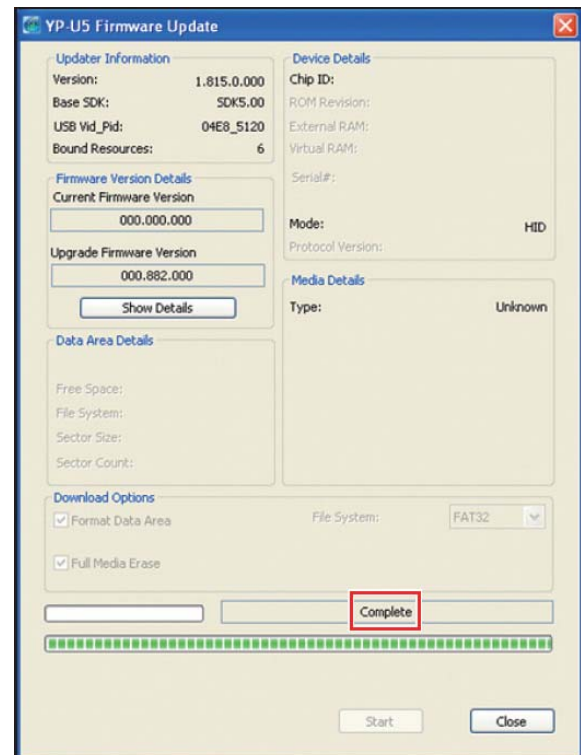 YP-U5 Firmware Update
Updater Information
Version: 1.815.0.000
Base SDK: SDK5.00
USB Vid_Pid: 04E8_5120
Bound Resources: 6
Firmware Version Details
Current Firmware Version
000.000.000
Upgrade Firmware Version
000.882.000
Show Details
Data Area Details
Free Space:
File System:
Sector Size:
Sector Count:
Device Details
Chip ID:
ROM Revision:
External RAM:
Virtual RAM:
Serial#:
Mode: HID
Protocol Version:
Media Details
Type: Unknown
Download Options
Format Data Area File System: FAT32
Full Media Erase
Complete
Start Close